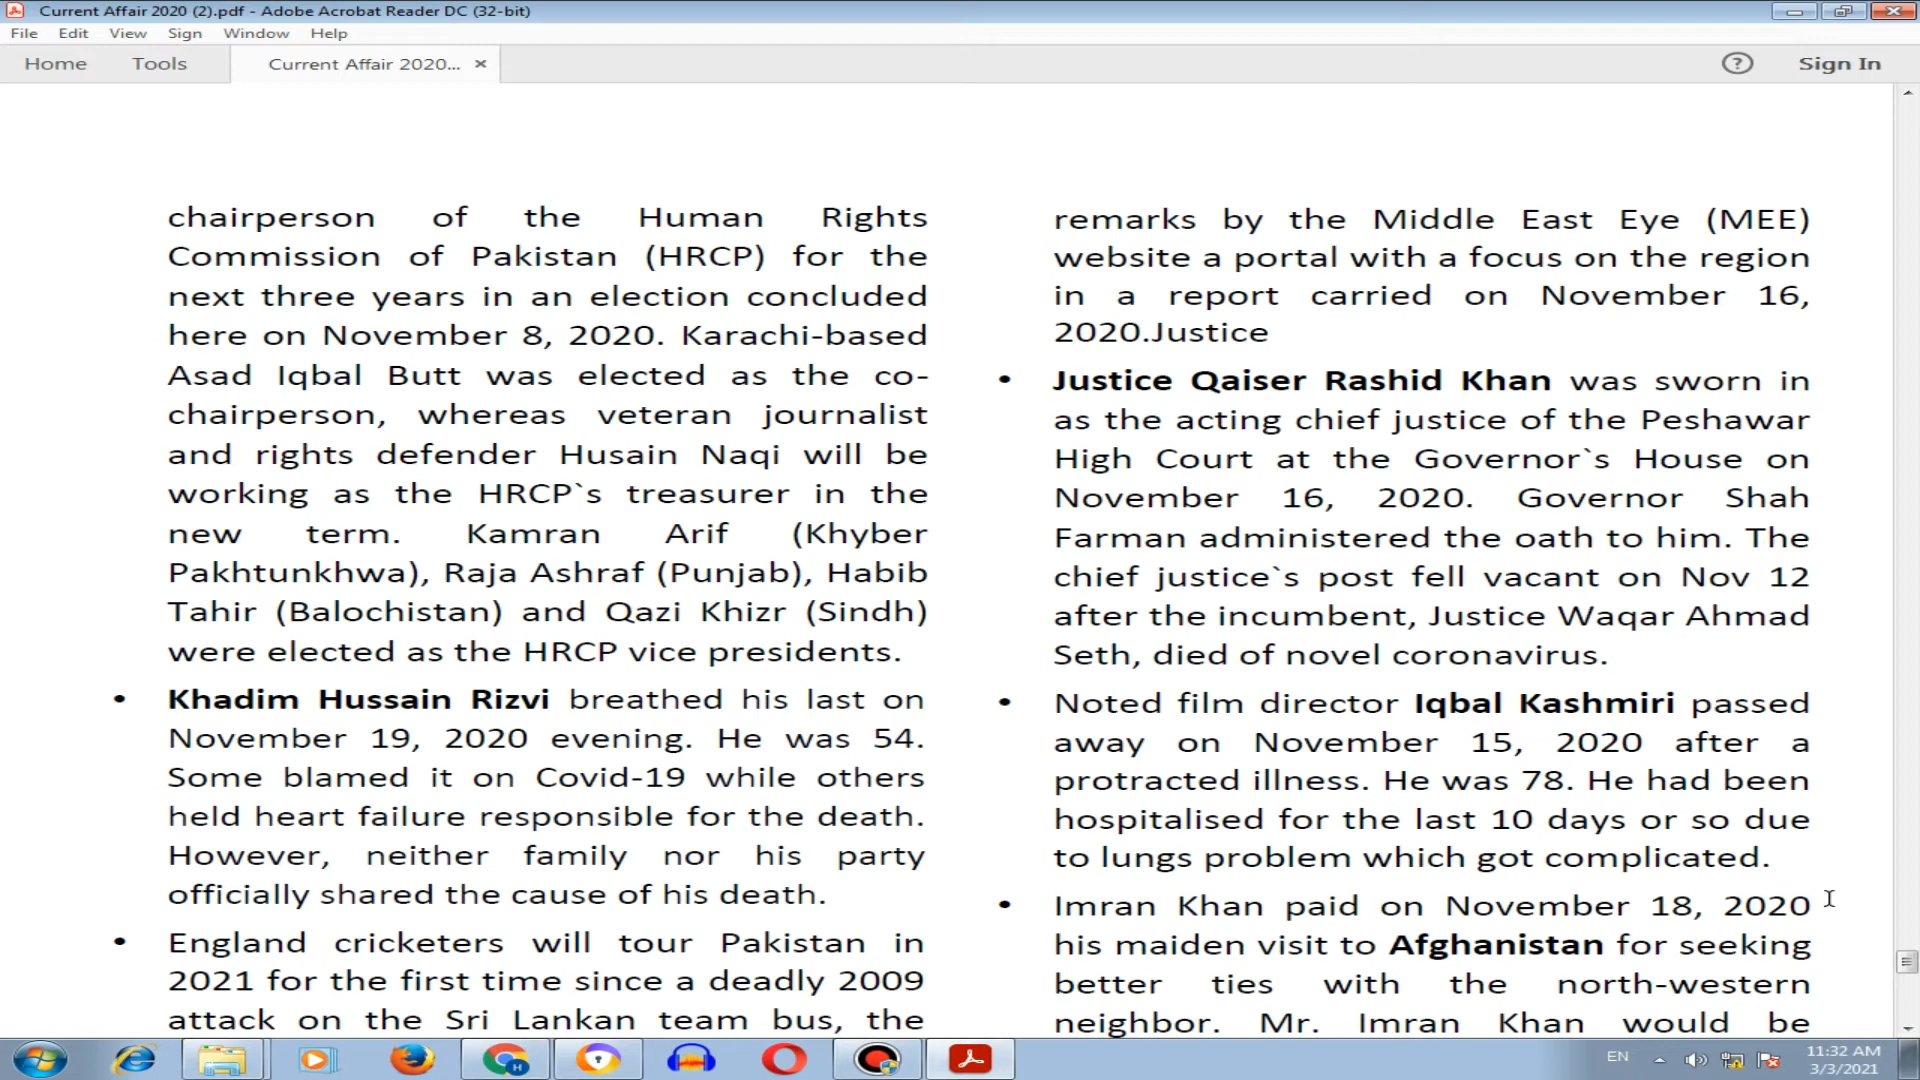 Current Affair 2020 (2).pdf - Adobe Acrobat Reader DC (32-bit)
File Edit View Sign Window Help
Home Tools Current Affair 2020... × ? Sign In
chairperson of the Human Rights
Commission of Pakistan (HRCP) for the
next three years in an election concluded
here on November 8, 2020. Karachi-based
Asad Iqbal Butt was elected as the co-
chairperson, whereas veteran journalist
and rights defender Husain Naqi will be
working as the HRCP`s treasurer in the
new term. Kamran Arif (Khyber
Pakhtunkhwa), Raja Ashraf (Punjab), Habib
Tahir (Balochistan) and Qazi Khizr (Sindh)
were elected as the HRCP vice presidents.
• Khadim Hussain Rizvi breathed his last on
November 19, 2020 evening. He was 54.
Some blamed it on Covid-19 while others
held heart failure responsible for the death.
However, neither family nor his party
officially shared the cause of his death.
• England cricketers will tour Pakistan in
2021 for the first time since a deadly 2009
attack on the Sri Lankan team bus, the
remarks by the Middle East Eye (MEE)
website a portal with a focus on the region
in a report carried on November 16,
2020.Justice
• Justice Qaiser Rashid Khan was sworn in
as the acting chief justice of the Peshawar
High Court at the Governor`s House on
November 16, 2020. Governor Shah
Farman administered the oath to him. The
chief justice`s post fell vacant on Nov 12
after the incumbent, Justice Waqar Ahmad
Seth, died of novel coronavirus.
• Noted film director Iqbal Kashmiri passed
away on November 15, 2020 after a
protracted illness. He was 78. He had been
hospitalised for the last 10 days or so due
to lungs problem which got complicated.
• Imran Khan paid on November 18, 2020
his maiden visit to Afghanistan for seeking
better ties with the north-western
neighbor. Mr. Imran Khan would be
EN 11:32 AM
3/3/2021